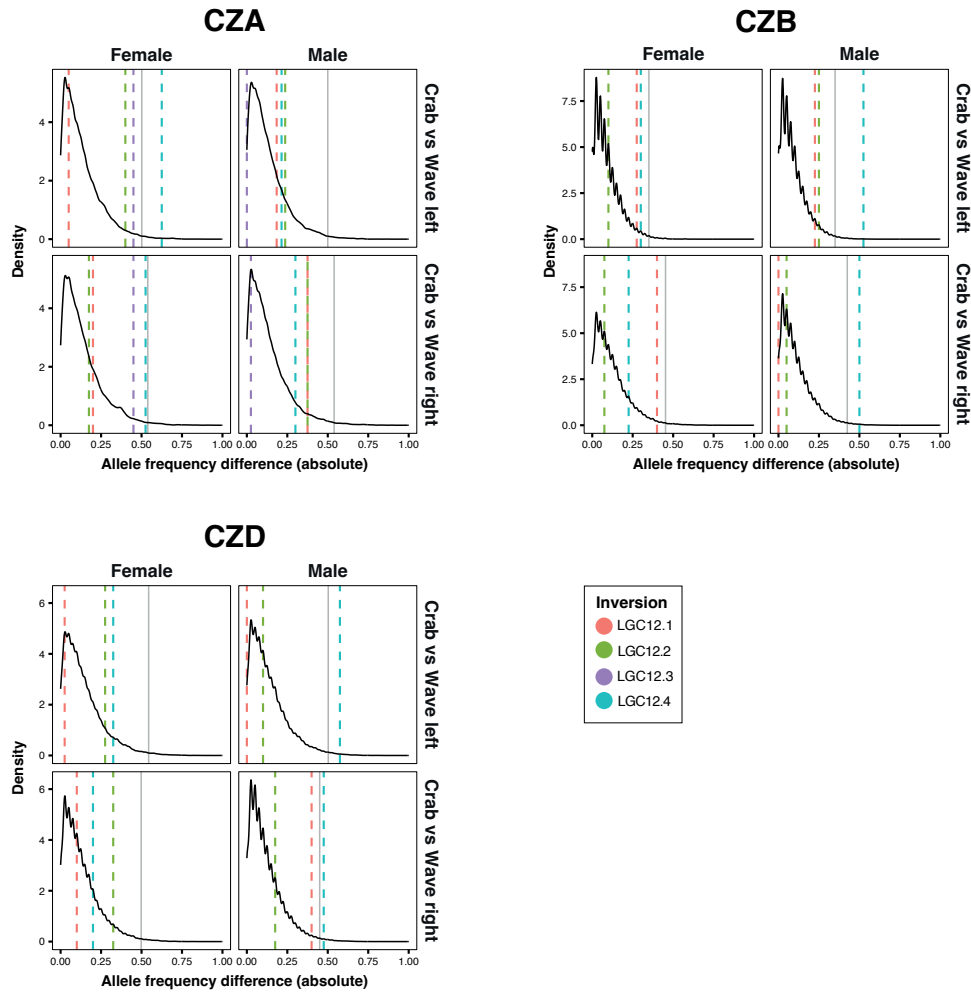 CZA
Female Male
Density
4
2
0
Crab vs Wave left
4
2
0
Crab vs Wave right
0.00 0.25 0.50 0.75 1.00 0.00 0.25 0.50 0.75 1.00
Allele frequency difference (absolute)
CZB
Female Male
Density
7.5
5.0
2.5
0.0
Crab vs Wave left
7.5
5.0
2.5
0.0
Crab vs Wave right
0.00 0.25 0.50 0.75 1.00 0.00 0.25 0.50 0.75 1.00
Allele frequency difference (absolute)
CZD
Female Male
Density
6
4
2
0
Crab vs Wave left
6
4
2
0
Crab vs Wave right
0.00 0.25 0.50 0.75 1.00 0.00 0.25 0.50 0.75 1.00
Allele frequency difference (absolute)
Inversion
LGC12.1
LGC12.2
LGC12.3
LGC12.4